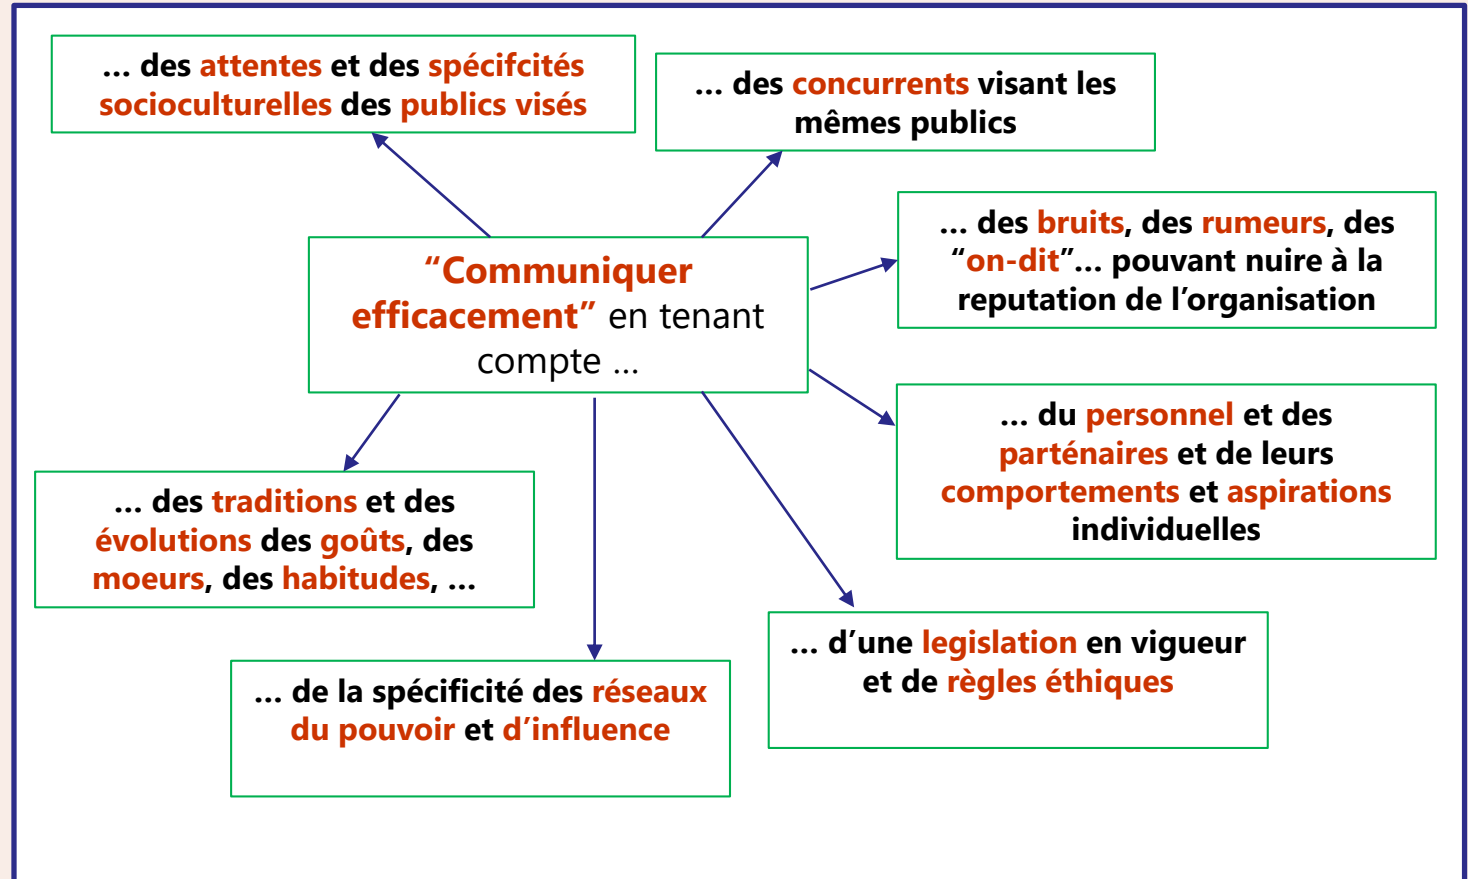 ... des attentes et des spécifcités
socioculturelles des publics visés
... des concurrents visant les
mêmes publics
... des bruits, des rumeurs, des
“on-dit”... pouvant nuire à la
reputation de l’organisation
“Communiquer
efficacement” en tenant
compte ...
... du personnel et des
parténaires et de leurs
comportements et aspirations
individuelles
... des traditions et des
évolutions des goûts, des
moeurs, des habitudes, ...
... d’une legislation en vigueur
et de règles éthiques
... de la spécificité des réseaux
du pouvoir et d’influence